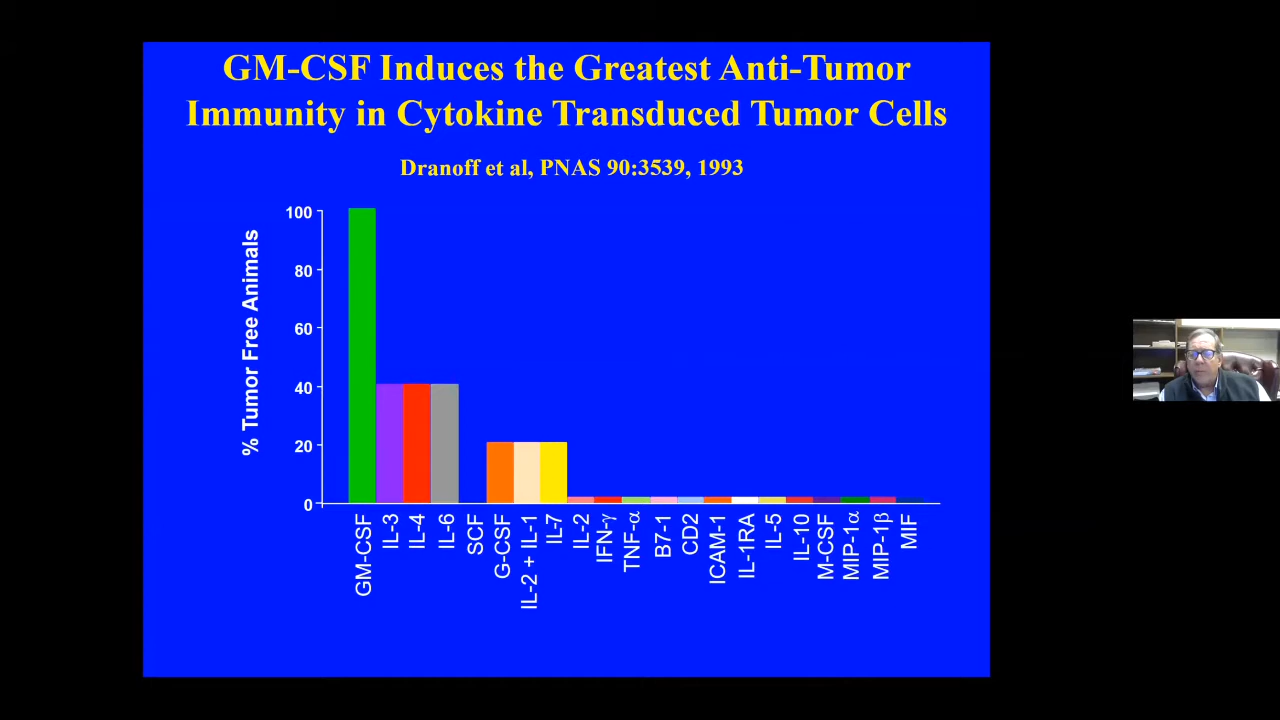 GM-CSF Induces the Greatest Anti-Tumor
Immunity in Cytokine Transduced Tumor Cells
Dranoff et al, PNAS 90:3539, 1993
% Tumor Free Animals
100
80
60
40
20
0
GM-CSF
IL-3
IL-4
IL-6
SCF
G-CSF
IL-2 + IL-1
IL-7
IL-2
IFN-γ
TNF-α
B7-1
CD2
ICAM-1
IL-1RA
IL-5
IL-10
M-CSF
MIP-1α
MIP-1β
MIF